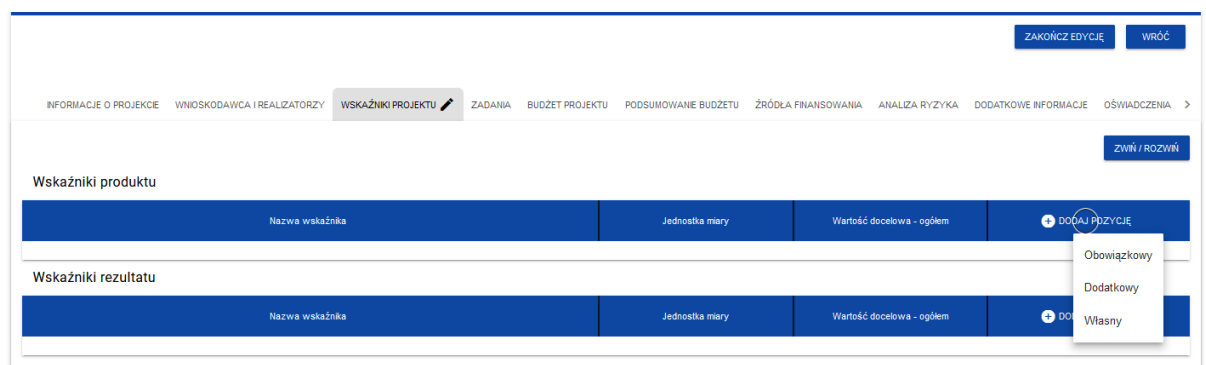 ZAKOŃCZ EDYCJĘ WRÓĆ
INFORMACJE O PROJEKCIE WNIOSKODAWCA I REALIZATORZY WSKAŹNIKI PROJEKTU ZADANIA BUDŻET PROJEKTU PODSUMOWANIE BUDŻETU ŹRÓDŁA FINANSOWANIA ANALIZA RYZYKA DODATKOWE INFORMACJE OŚWIADCZENIA
ZWIŃ / ROZWIŃ
Wskaźniki produktu
Nazwa wskaźnika Jednostka miary Wartość docelowa - ogółem DODAJ POZYCJĘ
Obowiązkowy
Wskaźniki rezultatu
Dodatkowy
Nazwa wskaźnika Jednostka miary Wartość docelowa - ogółem
Własny